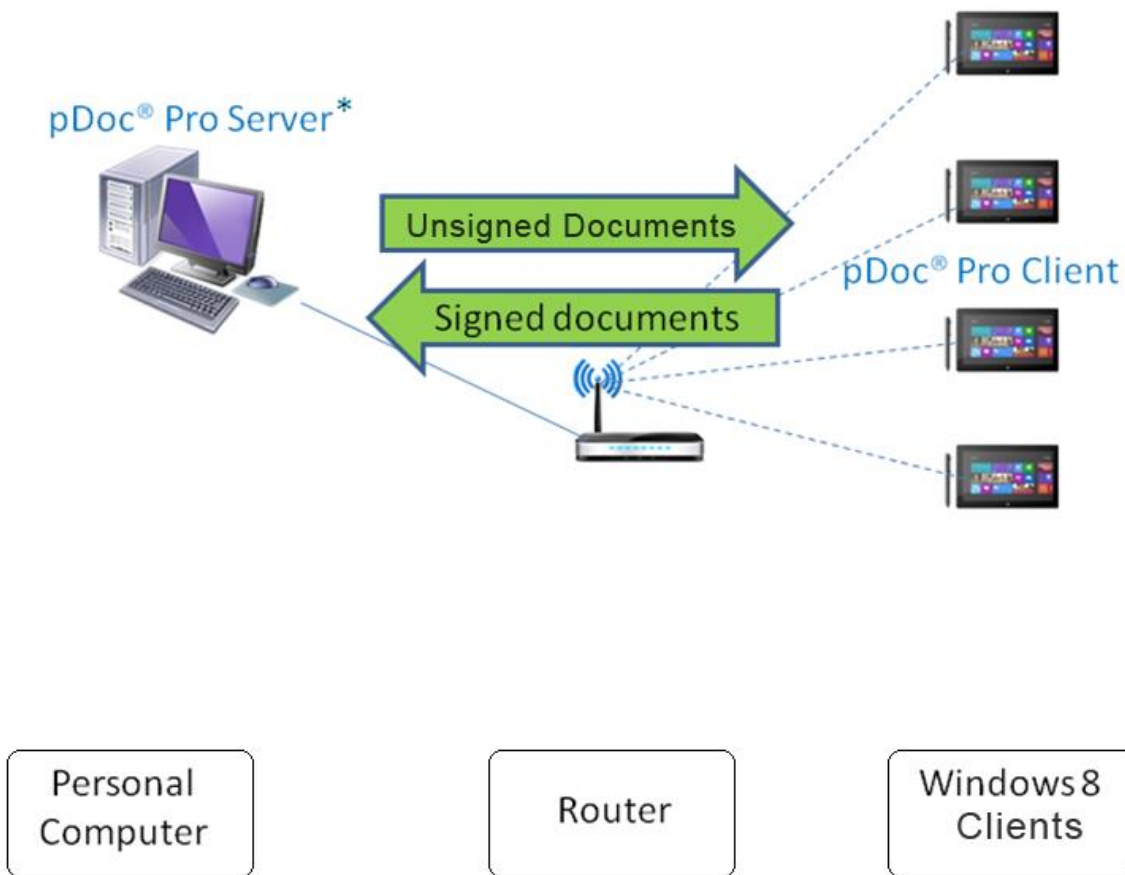 pDoc® Pro Server*
Unsigned Documents
pDoc® Pro Client
Signed documents
Personal
Computer
Router
Windows 8
Clients